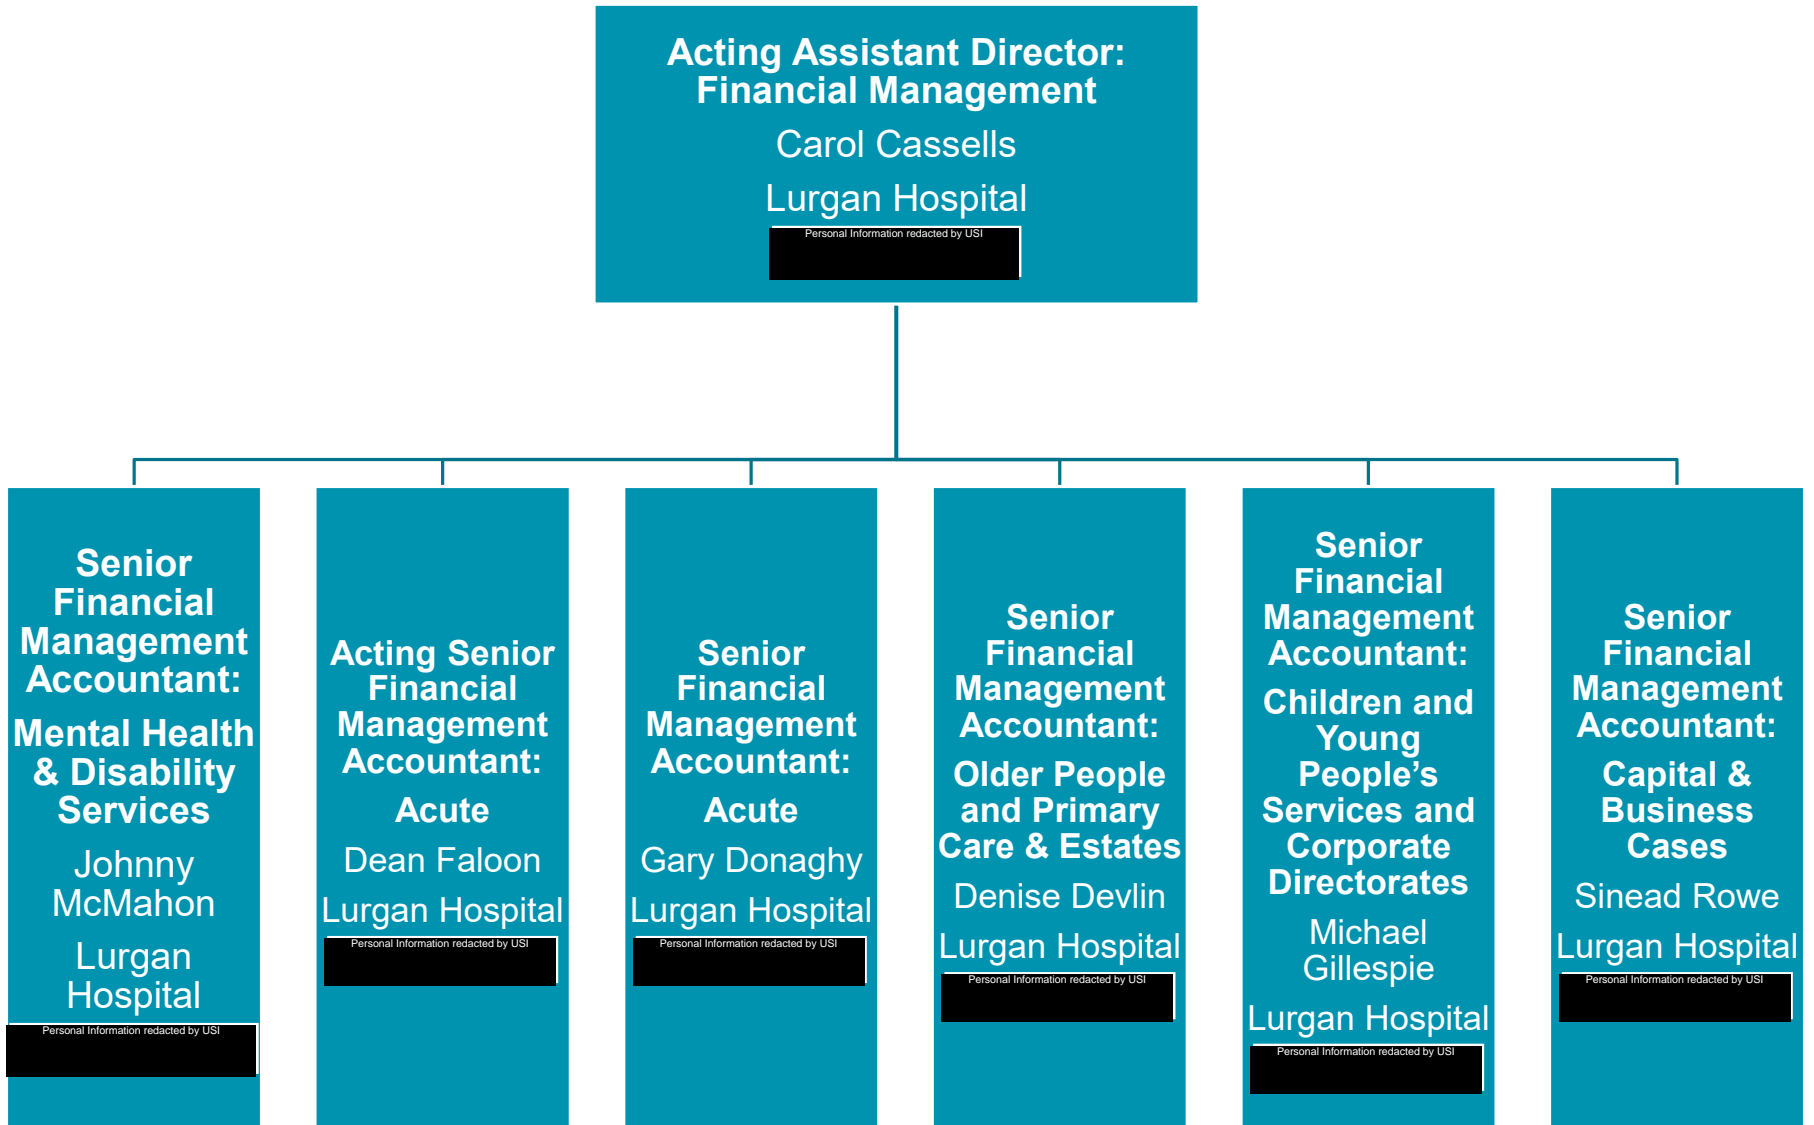 Acting Assistant Director:
Financial Management
Carol Cassells
Lurgan Hospital
Personal Information redacted by USI
Senior
Financial
Management
Accountant:
Mental Health
& Disability
Services
Johnny
McMahon
Lurgan
Hospital
Personal Information redacted by USI
Acting Senior
Financial
Management
Accountant:
Acute
Dean Faloon
Lurgan Hospital
Personal Information redacted by USI
Senior
Financial
Management
Accountant:
Acute
Gary Donaghy
Lurgan Hospital
Personal Information redacted by USI
Senior
Financial
Management
Accountant:
Older People
and Primary
Care & Estates
Denise Devlin
Lurgan Hospital
Personal Information redacted by USI
Senior
Financial
Management
Accountant:
Children and
Young
People’s
Services and
Corporate
Directorates
Michael
Gillespie
Lurgan Hospital
Personal Information redacted by USI
Senior
Financial
Management
Accountant:
Capital &
Business
Cases
Sinead Rowe
Lurgan Hospital
Personal Information redacted by USI